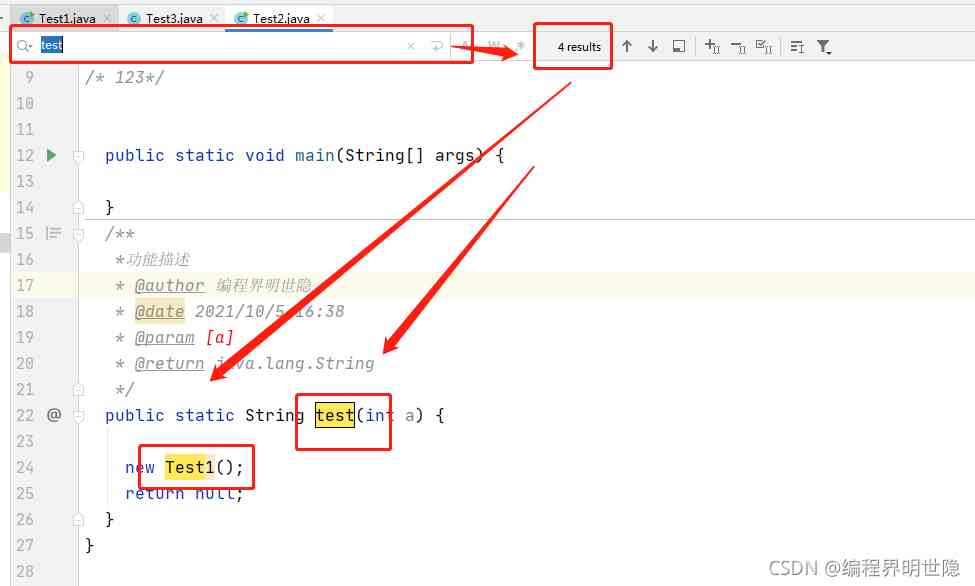 Test1.java Test3.java Test2.java
test 4 results
9 /* 123*/
10
11
12 public static void main(String[] args) {
13
14 }
15 /**
16 *功能描述
17 * @author 编程界明世隐
18 * @date 2021/10/5 16:38
19 * @param [a]
20 * @return java.lang.String
21 */
22 @ public static String test(int a) {
23
24 new Test1();
25 return null;
26 }
27 }
28
CSDN @编程界明世隐